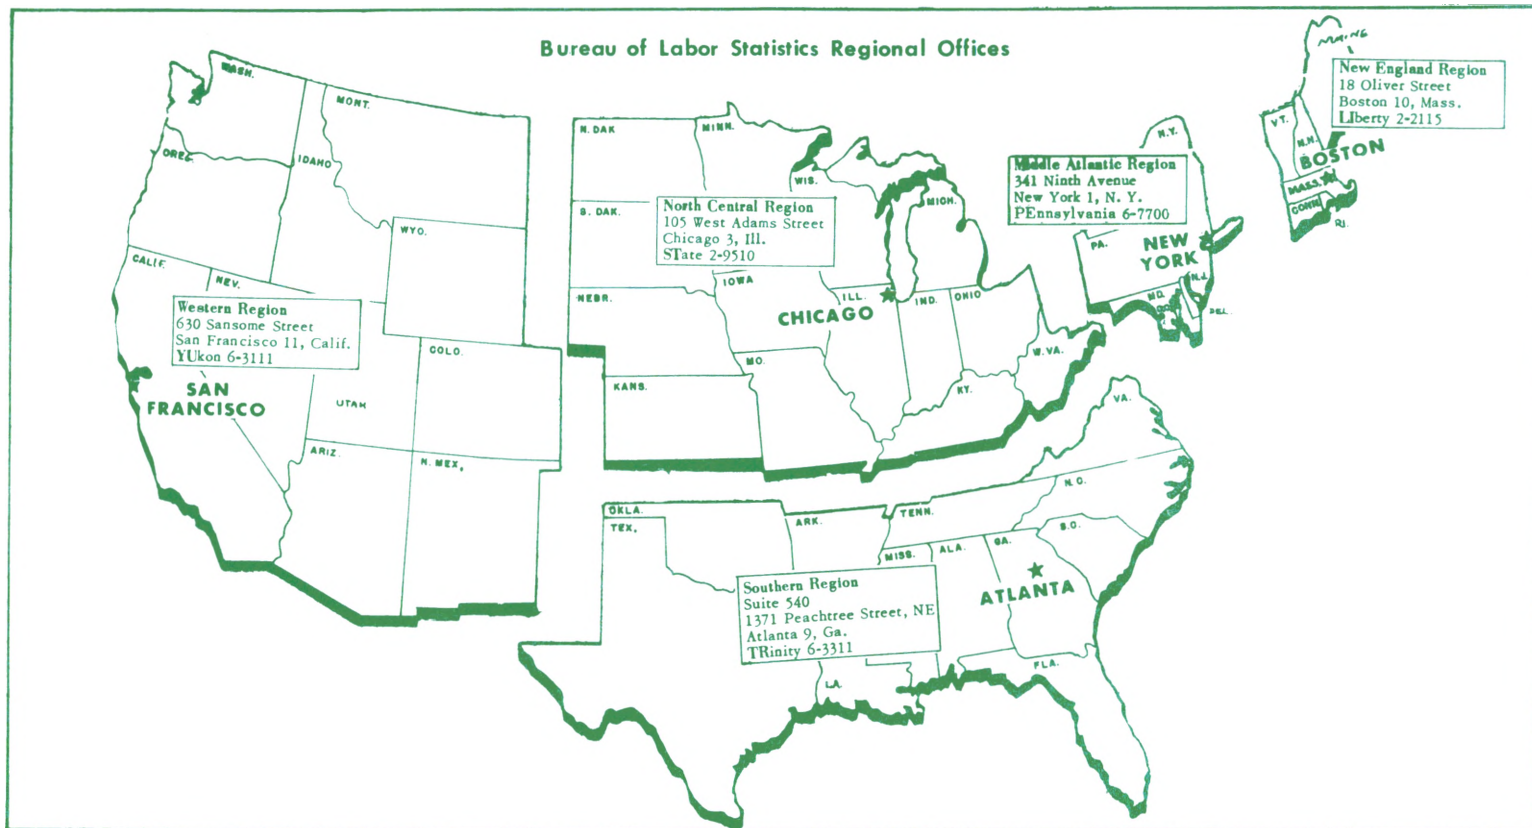 Bureau of Labor Statistics Regional Offices
MAINE
New England Region
18 Oliver Street
Boston 10, Mass.
LIberty 2-2115
VT.
N.H.
BOSTON
MASS.
CONN.
RI.
WASH.
MONT.
OREG.
IDAHO
WYO.
CALIF.
NEV.
Western Region
630 Sansome Street
San Francisco 11, Calif.
YUkon 6-3111
SAN
FRANCISCO
UTAH
COLO.
ARIZ.
N. MEX.
N. DAK
MINN.
WIS.
S. DAK.
North Central Region
105 West Adams Street
Chicago 3, Ill.
STate 2-9510
MICH.
NEBR.
IOWA
ILL.
IND.
OHIO
CHICAGO
MO.
KANS.
KY.
W. VA.
N.Y.
Middle Atlantic Region
341 Ninth Avenue
New York 1, N. Y.
PEnnsylvania 6-7700
PA.
NEW
YORK
N.J.
MD.
DEL.
VA.
OKLA.
TEX.
ARK.
TENN.
N.C.
S.C.
MISS.
ALA.
GA.
Southern Region
Suite 540
1371 Peachtree Street, NE
Atlanta 9, Ga.
TRinity 6-3311
ATLANTA
LA.
FLA.